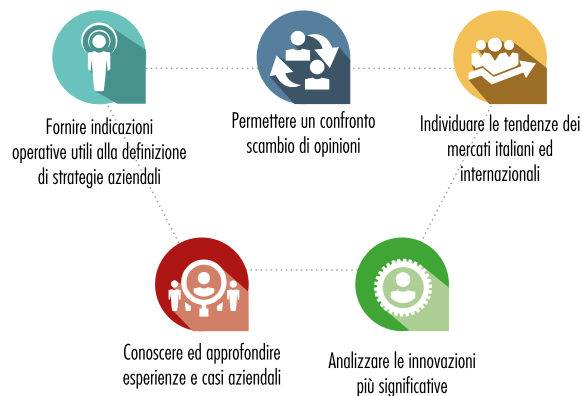 Fornire indicazioni
operative utili alla definizione
di strategie aziendali
Permettere un confronto
scambio di opinioni
Individuare le tendenze dei
mercati italiani ed
internazionali
Conoscere ed approfondire
esperienze e casi aziendali
Analizzare le innovazioni
più significative